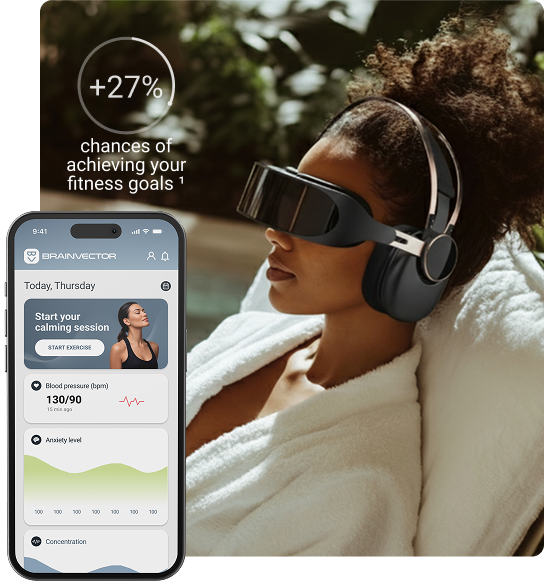 +27%
chances of
achieving your
fitness goals ¹
9:41
BRAINVECTOR
Today, Thursday
Start your
calming session
START EXERCISE
Blood pressure (bpm)
130/90
15 min ago
Anxiety level
100 100 100 100 100 100 100
Concentration